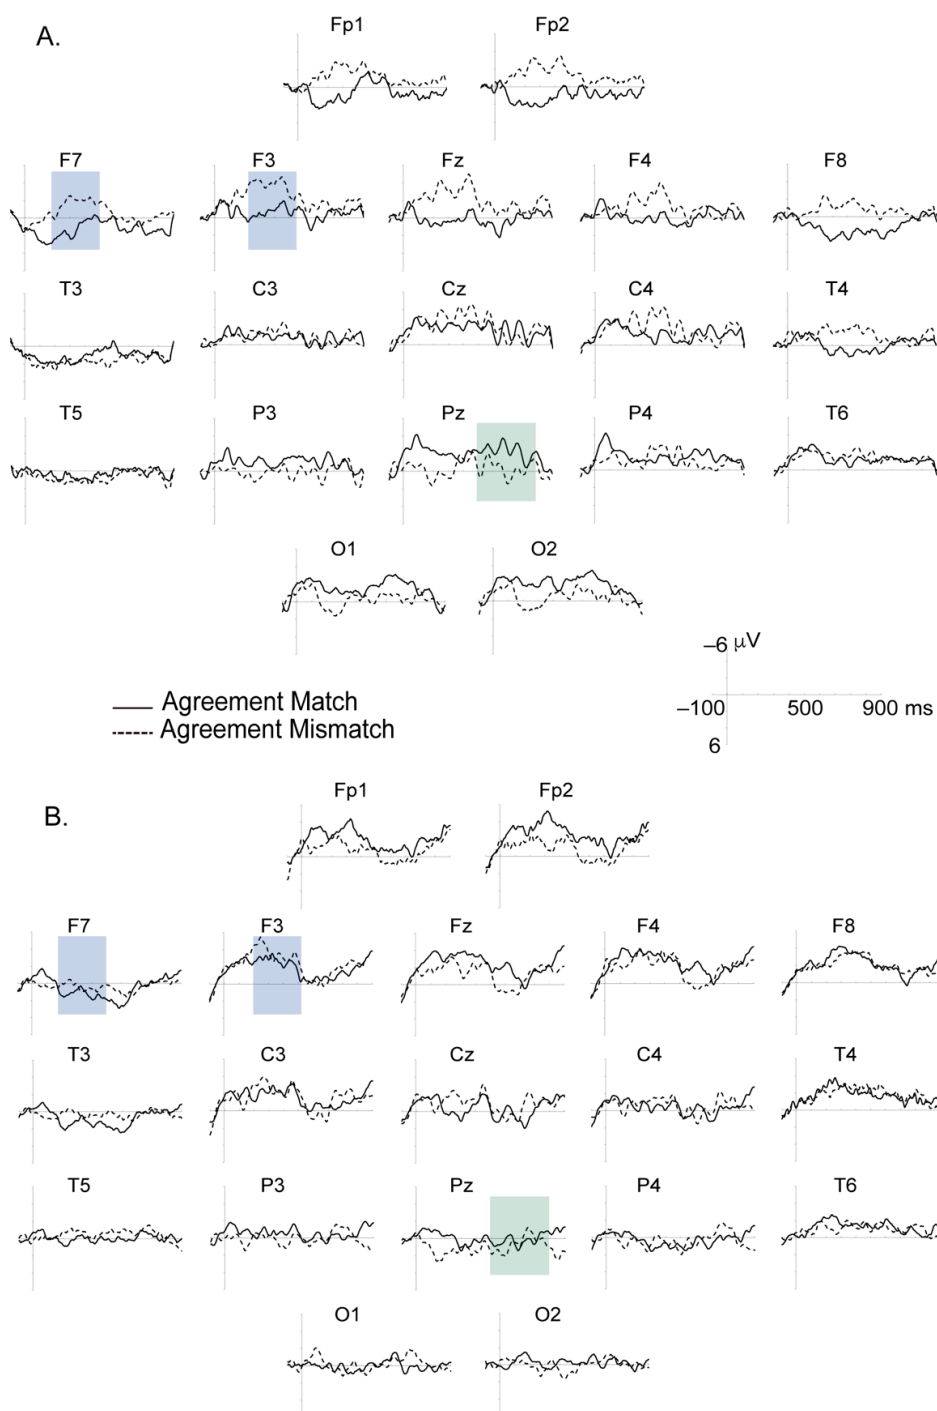 A.
Fp1 Fp2
F7 F3 Fz F4 F8
T3 C3 Cz C4 T4
T5 P3 Pz P4 T6
O1 O2
–6 μV
–100 500 900 ms
6
Agreement Match
Agreement Mismatch
B.
Fp1 Fp2
F7 F3 Fz F4 F8
T3 C3 Cz C4 T4
T5 P3 Pz P4 T6
O1 O2